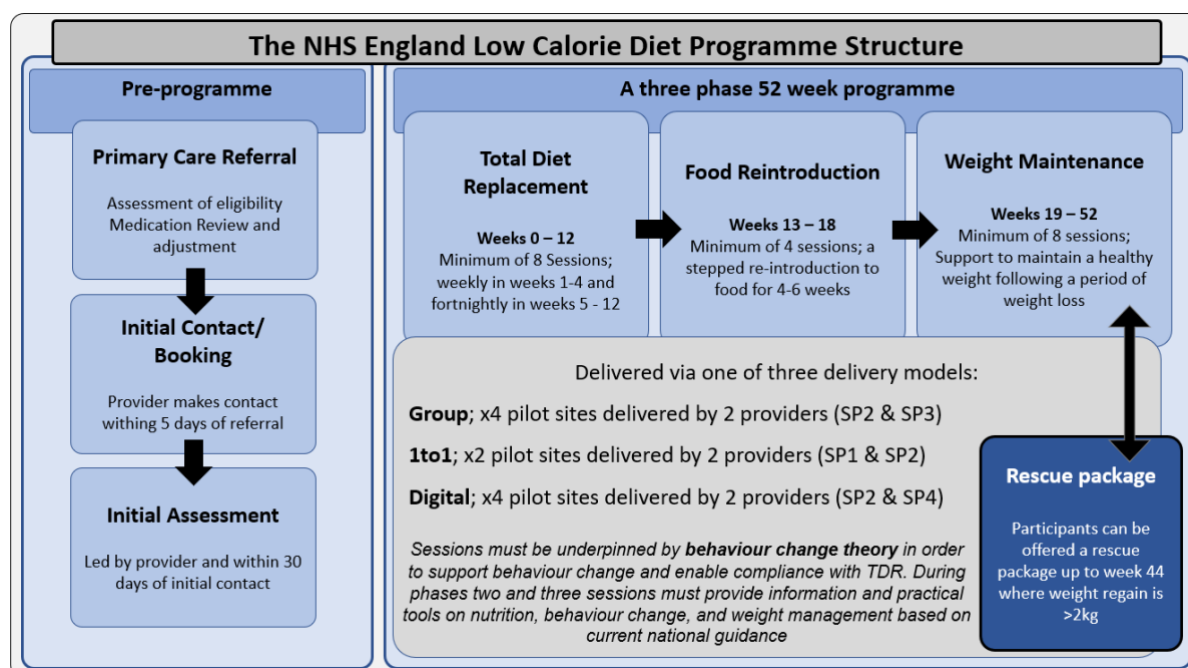 The NHS England Low Calorie Diet Programme Structure
Pre-programme
Primary Care Referral
Assessment of eligibility
Medication Review and
adjustment
Initial Contact/
Booking
Provider makes contact
withing 5 days of referral
Initial Assessment
Led by provider and within 30
days of initial contact
A three phase 52 week programme
Total Diet
Replacement
Weeks 0 – 12
Minimum of 8 Sessions;
weekly in weeks 1-4 and
fortnightly in weeks 5 - 12
Food Reintroduction
Weeks 13 – 18
Minimum of 4 sessions; a
stepped re-introduction to
food for 4-6 weeks
Weight Maintenance
Weeks 19 – 52
Minimum of 8 sessions;
Support to maintain a healthy
weight following a period of
weight loss
Delivered via one of three delivery models:
Group; x4 pilot sites delivered by 2 providers (SP2 & SP3)
1to1; x2 pilot sites delivered by 2 providers (SP1 & SP2)
Digital; x4 pilot sites delivered by 2 providers (SP2 & SP4)
Sessions must be underpinned by behaviour change theory in order
to support behaviour change and enable compliance with TDR. During
phases two and three sessions must provide information and practical
tools on nutrition, behaviour change, and weight management based on
current national guidance
Rescue package
Participants can be
offered a rescue
package up to week 44
where weight regain is
>2kg